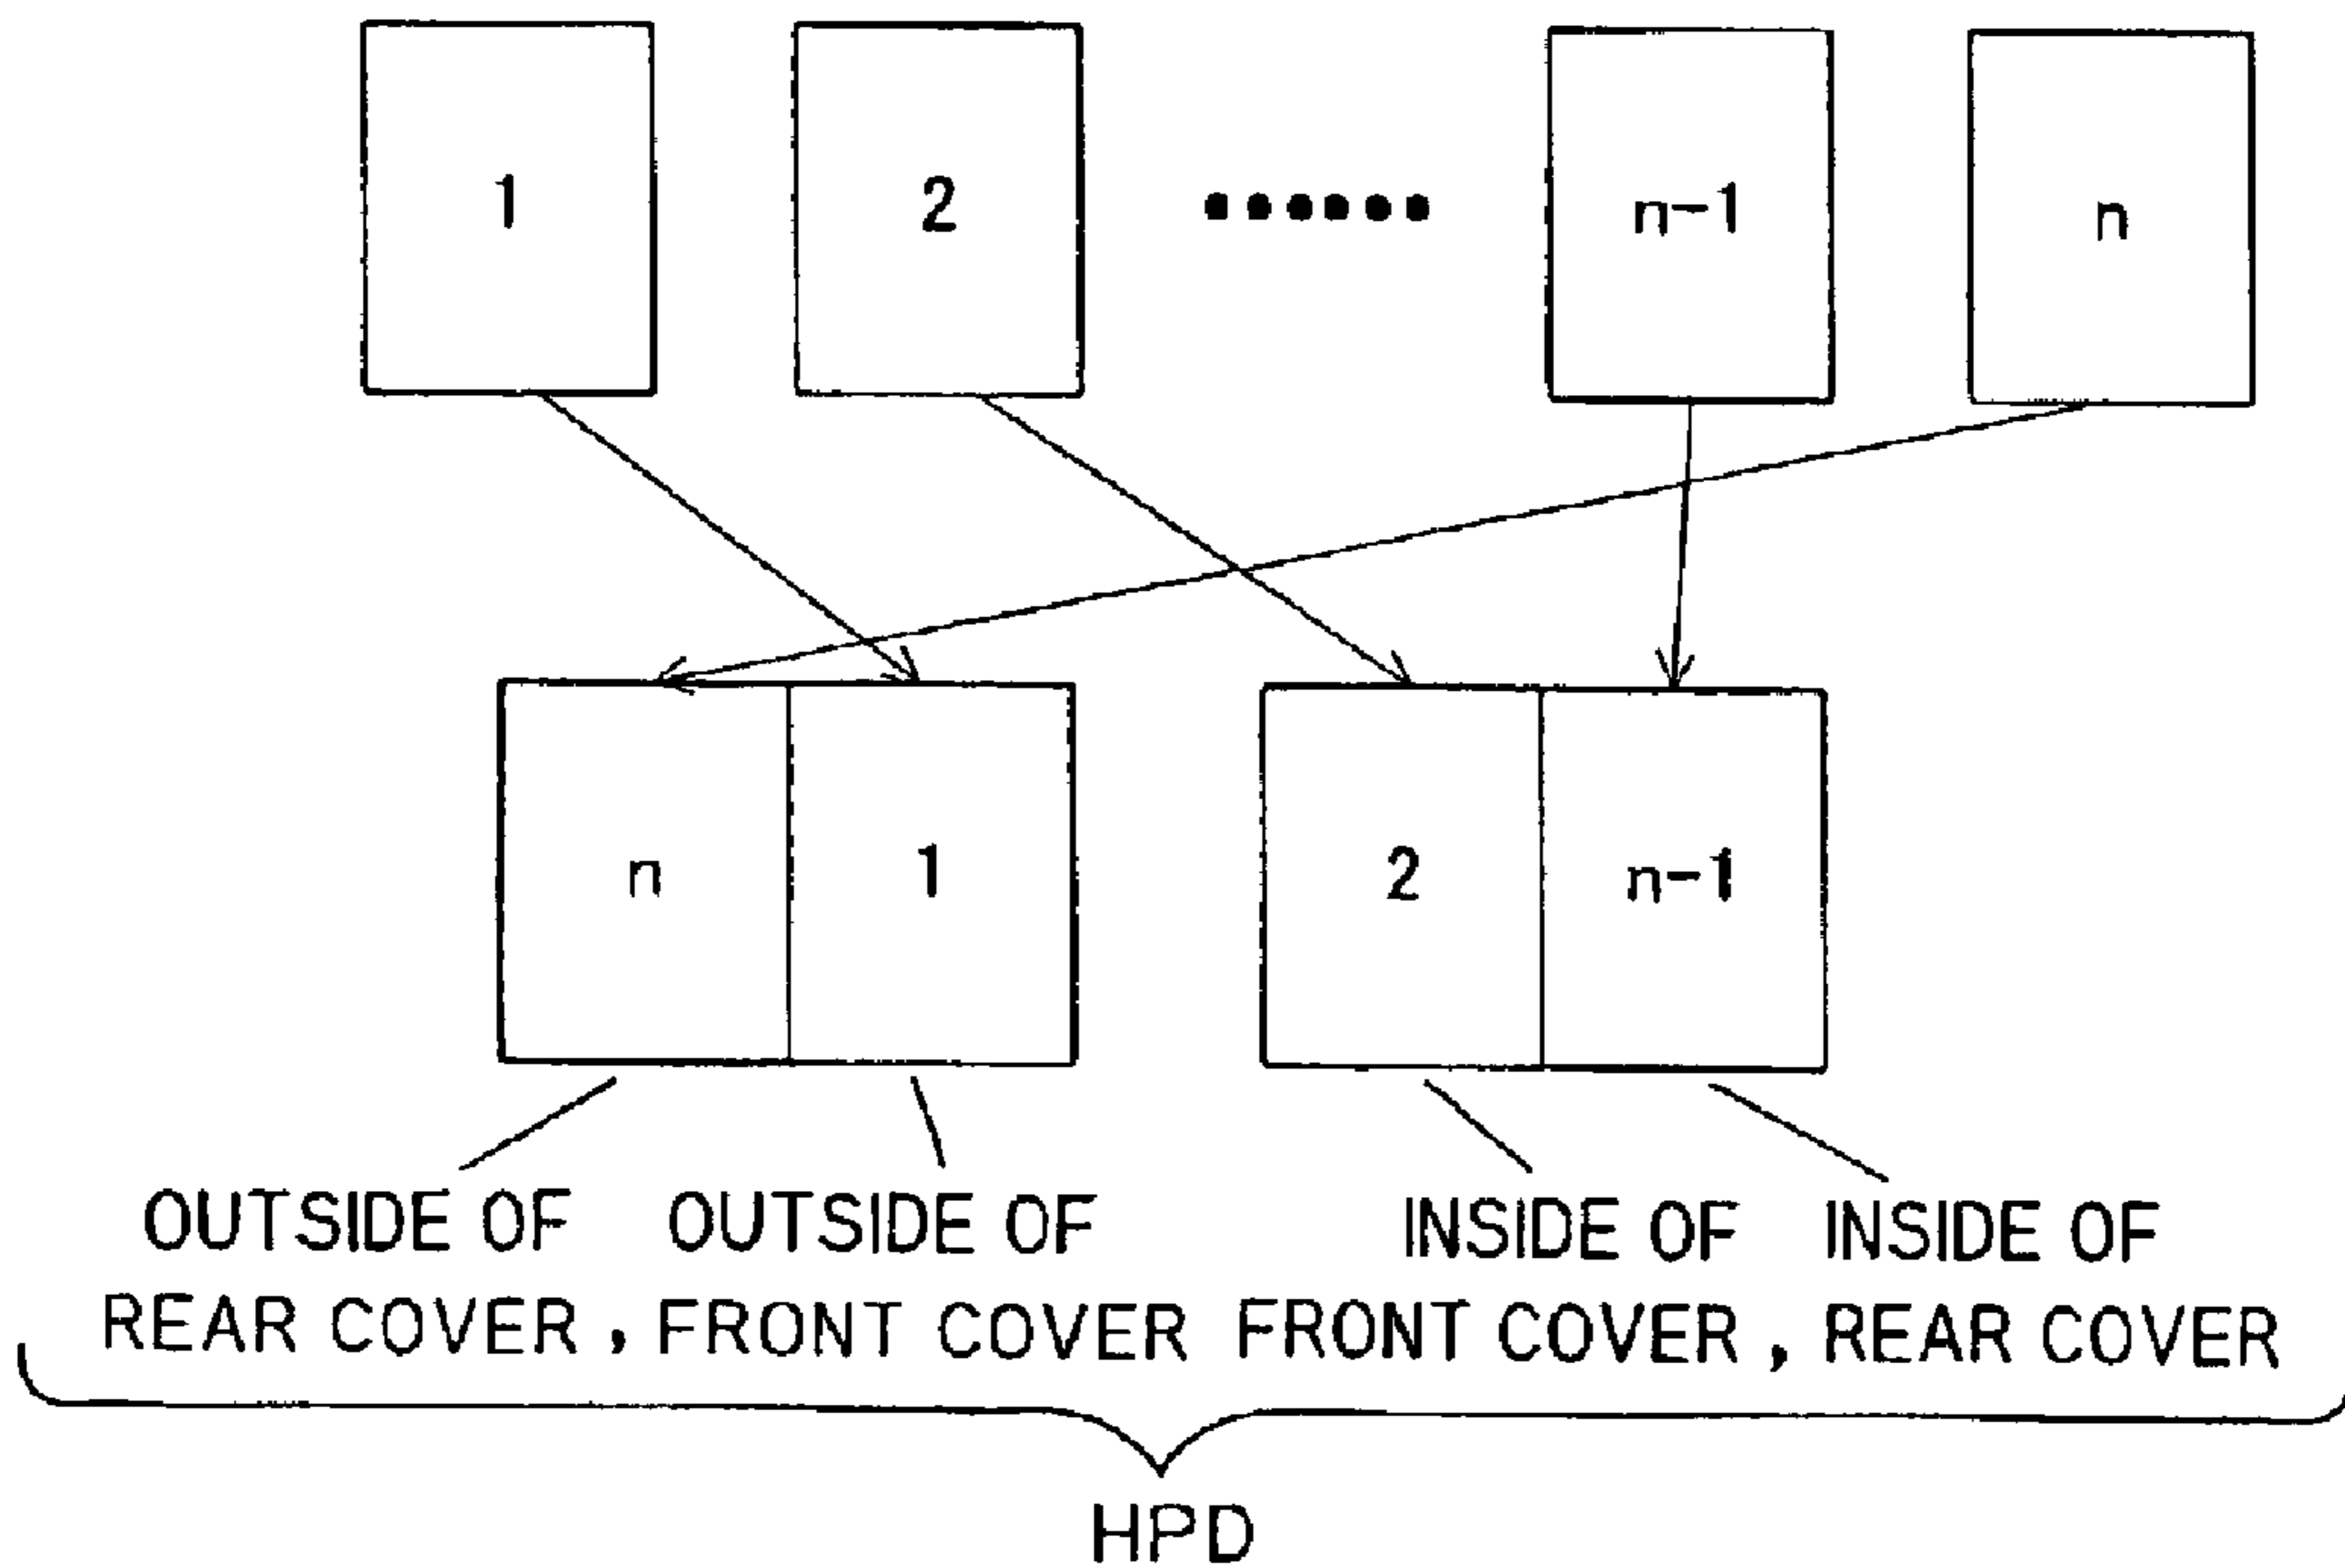 1 2 •••••• n-1 n
n 1 2 n-1
OUTSIDE OF OUTSIDE OF INSIDE OF INSIDE OF
REAR COVER, FRONT COVER FRONT COVER, REAR COVER
HPD